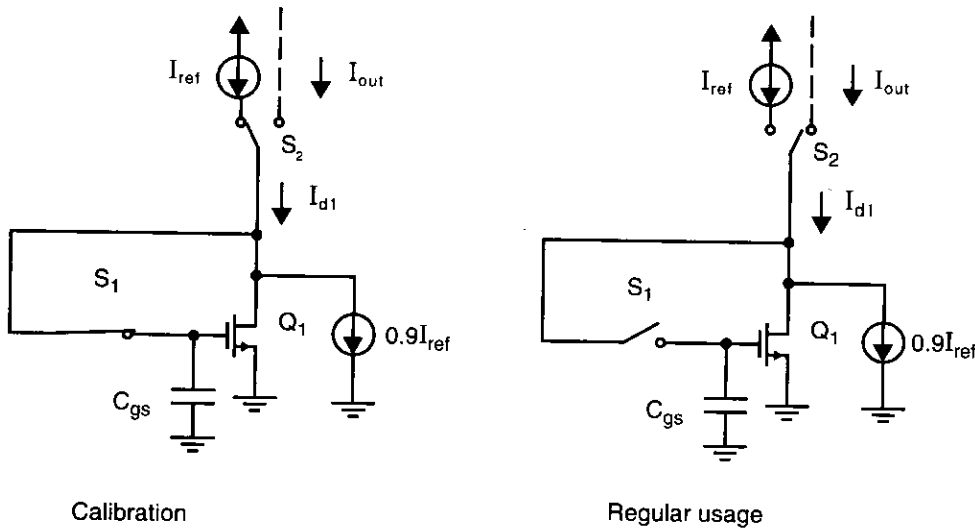 I_ref
I_out
S_2
I_d1
S_1
Q_1
0.9I_ref
C_gs
Calibration
I_ref
I_out
S_2
I_d1
S_1
Q_1
0.9I_ref
C_gs
Regular usage